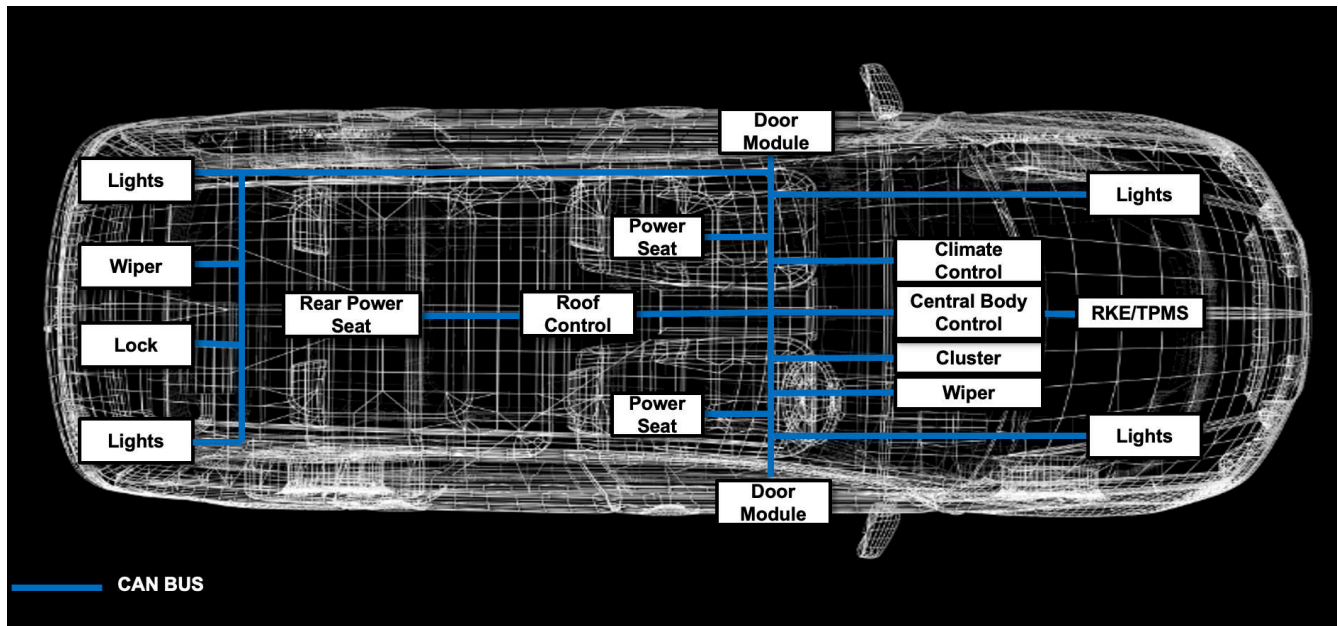 Door
Module
Lights
Lights
Power
Seat
Climate
Control
Wiper
Rear Power
Seat
Roof
Control
Central Body
Control
RKE/TPMS
Lock
Cluster
Wiper
Power
Seat
Lights
Lights
Door
Module
CAN BUS